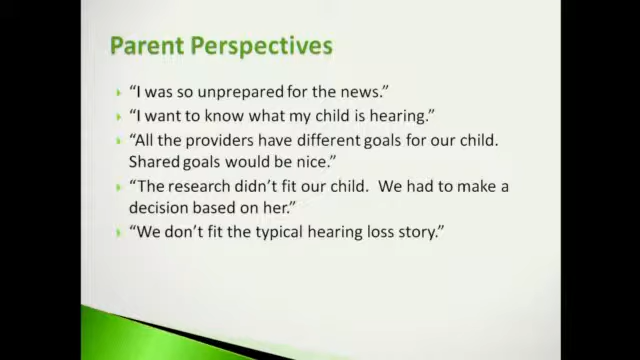 Parent Perspectives
“I was so unprepared for the news.”
“I want to know what my child is hearing.”
“All the providers have different goals for our child.
Shared goals would be nice.”
“The research didn’t fit our child.  We had to make a
decision based on her.”
“We don’t fit the typical hearing loss story.”